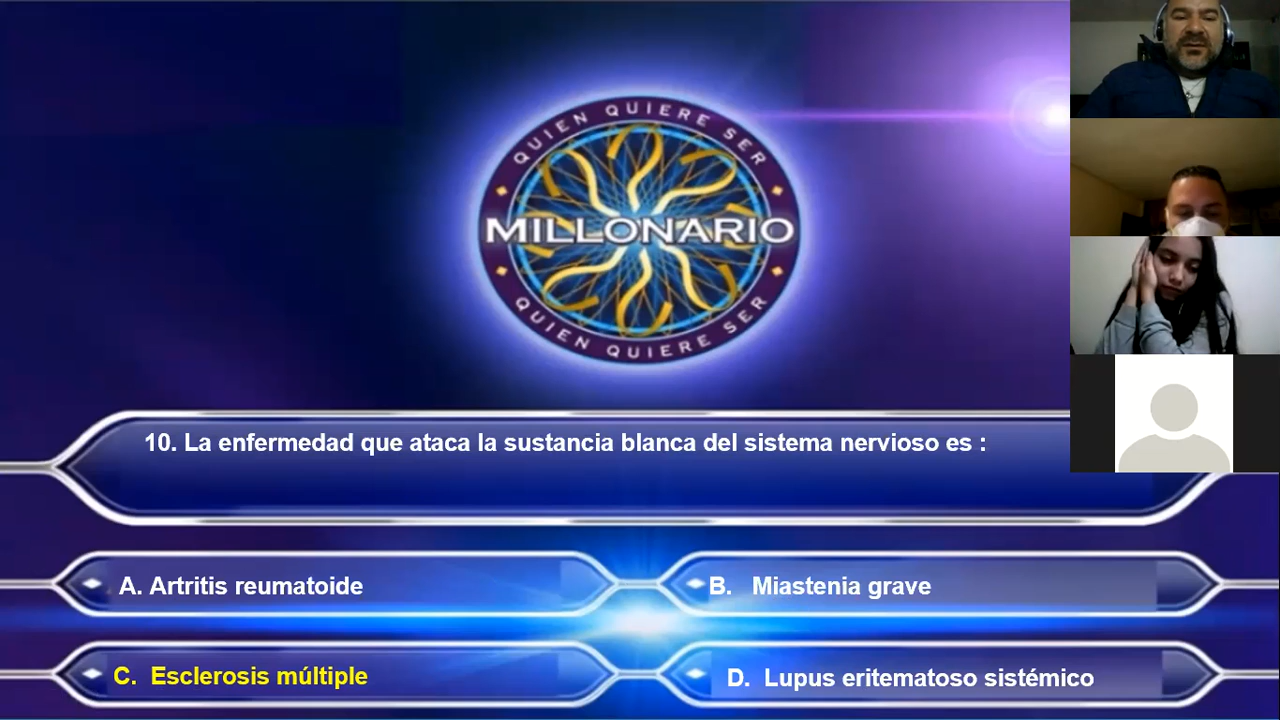 QUIEN QUIERE SER
MILLONARIO
QUIEN QUIERE SER
10. La enfermedad que ataca la sustancia blanca del sistema nervioso es :
A. Artritis reumatoide
B. Miastenia grave
C. Esclerosis múltiple
D. Lupus eritematoso sistémico